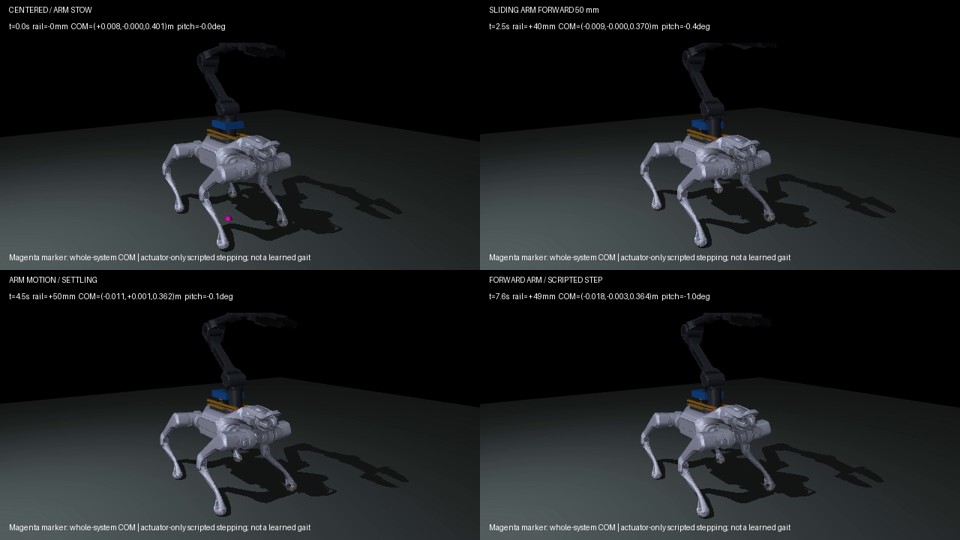 CENTERED / ARM STOW
t=0.0s rail=-0mm COM=(+0.008,-0.000,0.401)m pitch=-0.0deg
Magenta marker: whole-system COM | actuator-only scripted stepping; not a learned gait
SLIDING ARM FORWARD 50 mm
t=2.5s rail=+40mm COM=(-0.009,-0.000,0.370)m pitch=-0.4deg
Magenta marker: whole-system COM | actuator-only scripted stepping; not a learned gait
ARM MOTION / SETTLING
t=4.5s rail=+50mm COM=(-0.011,+0.001,0.362)m pitch=-0.1deg
Magenta marker: whole-system COM | actuator-only scripted stepping; not a learned gait
FORWARD ARM / SCRIPTED STEP
t=7.6s rail=+49mm COM=(-0.018,-0.003,0.364)m pitch=-1.0deg
Magenta marker: whole-system COM | actuator-only scripted stepping; not a learned gait